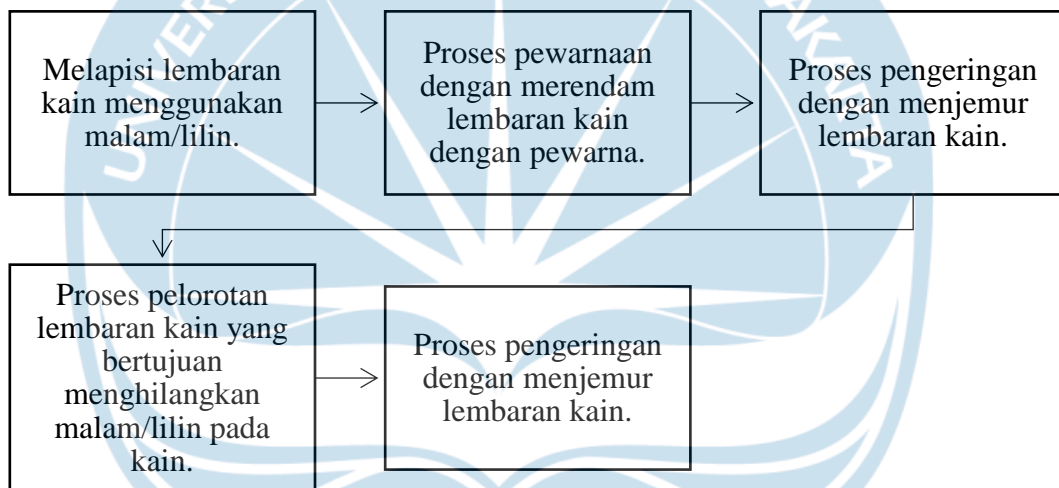 Melapisi lembaran
kain menggunakan
malam/lilin.
Proses pewarnaan
dengan merendam
lembaran kain
dengan pewarna.
Proses pengeringan
dengan menjemur
lembaran kain.
Proses pelorotan
lembaran kain yang
bertujuan
menghilangkan
malam/lilin pada
kain.
Proses pengeringan
dengan menjemur
lembaran kain.